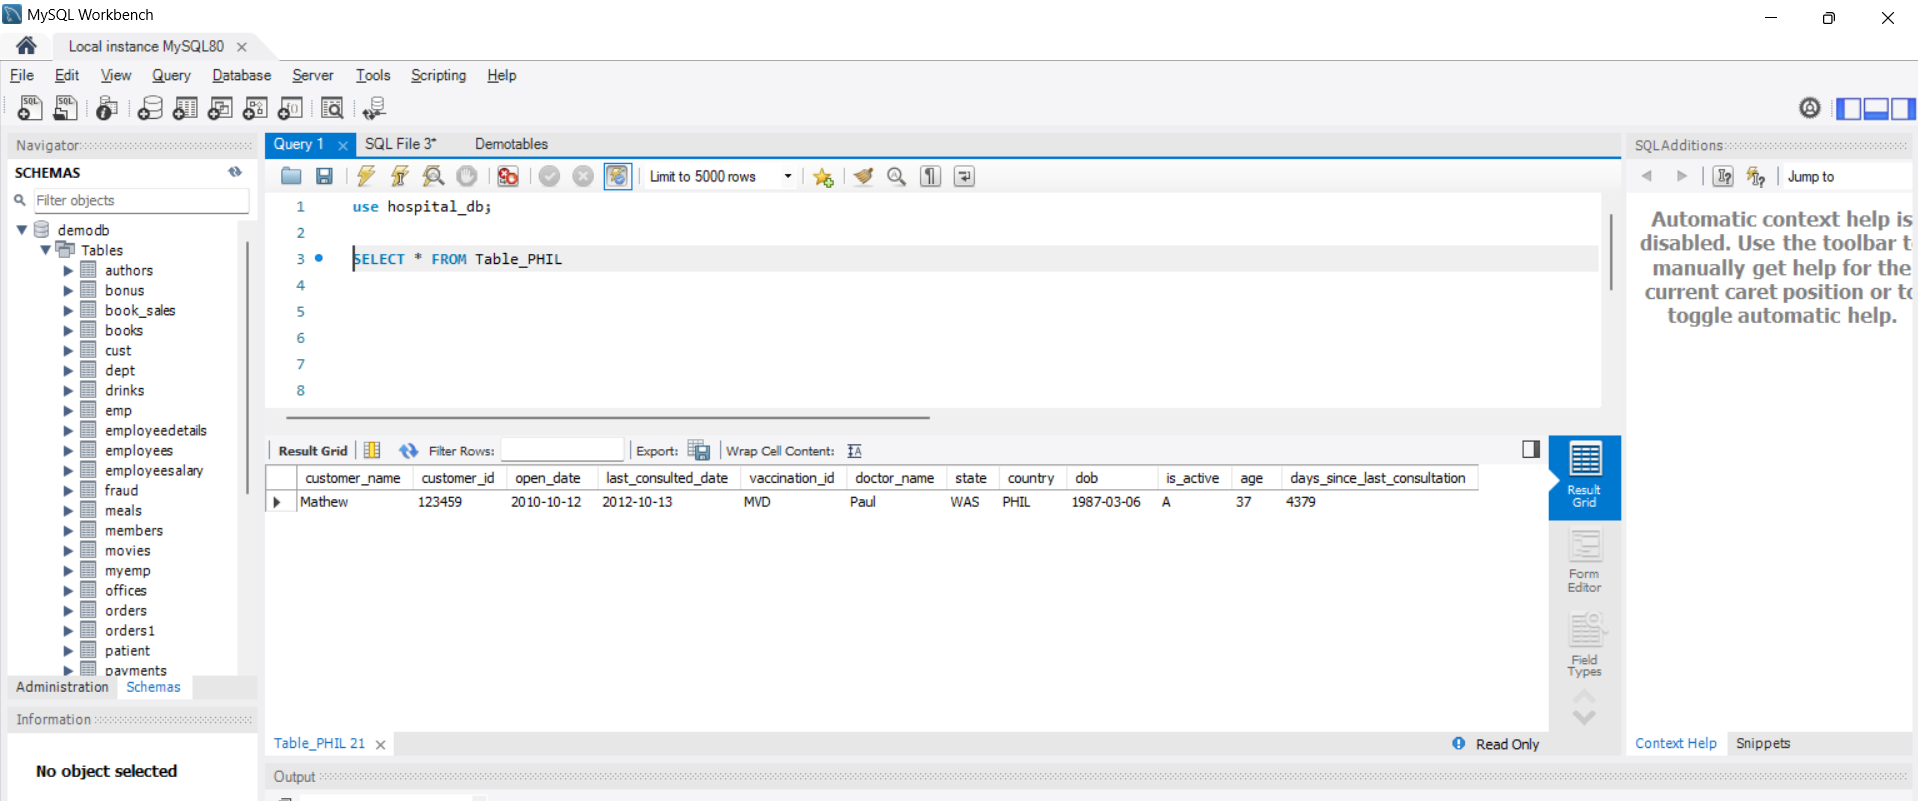 MySQL Workbench
Local instance MySQL80
File Edit View Query Database Server Tools Scripting Help
Navigator
SCHEMAS
Filter objects
demodb
Tables
authors
bonus
book_sales
books
cust
dept
drinks
emp
employeedetails
employees
employeesalary
fraud
meals
members
movies
myemp
offices
orders
orders1
patient
payments
Administration Schemas
Information
No object selected
Query 1 SQL File 3* Demotables
Limit to 5000 rows
1 use hospital_db;
2
3 SELECT * FROM Table_PHIL
4
5
6
7
8
Result Grid Filter Rows: Export: Wrap Cell Content:
customer_name customer_id open_date last_consulted_date vaccination_id doctor_name state country dob is_active age days_since_last_consultation
Mathew 123459 2010-10-12 2012-10-13 MVD Paul WAS PHIL 1987-03-06 A 37 4379
Result
Grid
Form
Editor
Field
Types
Table_PHIL 21
Read Only
Output
SQLAdditions
Jump to
Automatic context help is
disabled. Use the toolbar t
manually get help for the
current caret position or to
toggle automatic help.
Context Help Snippets